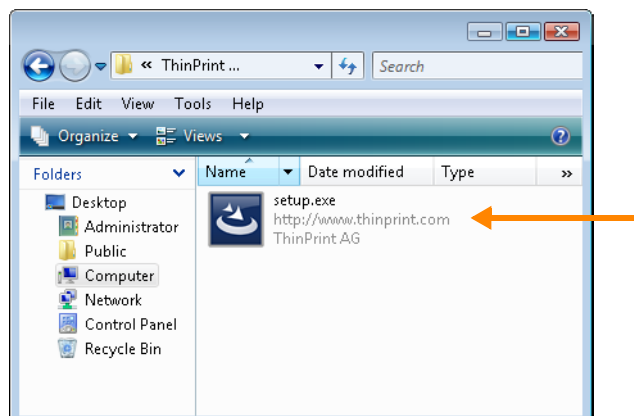 « ThinPrint ...
Search
File Edit View Tools Help
Organize Views
Folders
Name Date modified Type »
Desktop
Administrator
Public
Computer
Network
Control Panel
Recycle Bin
setup.exe
http://www.thinprint.com
ThinPrint AG